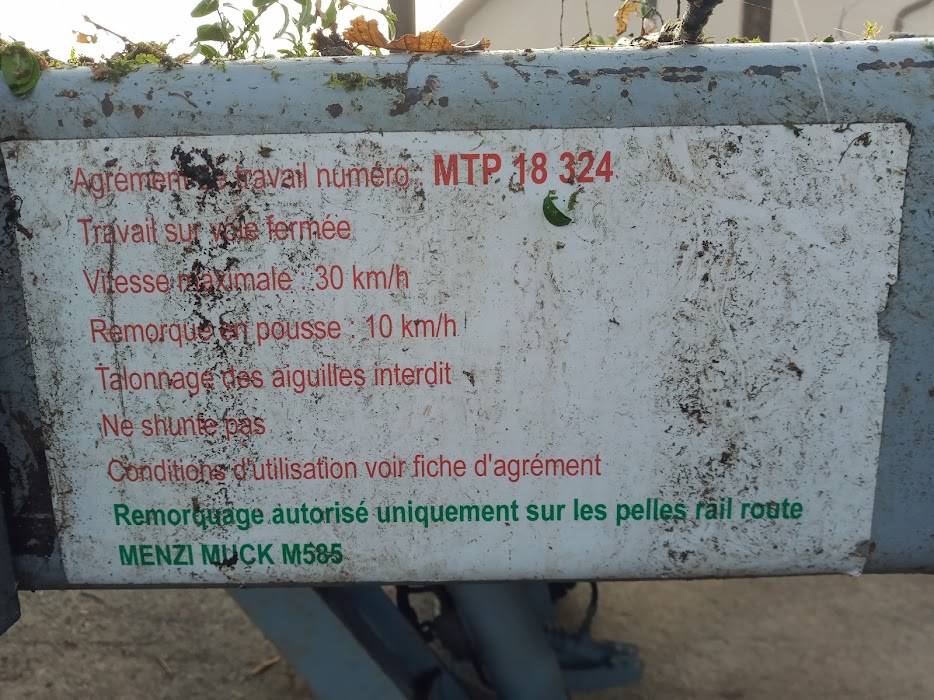 Agrément de travail numéro : MTP 18 324
Travail sur voie fermée
Vitesse maximale : 30 km/h
Remorque en pousse : 10 km/h
Talonnage des aiguilles interdit
Ne shunte pas
Conditions d'utilisation voir fiche d'agrément
Remorquage autorisé uniquement sur les pelles rail route
MENZI MUCK M585